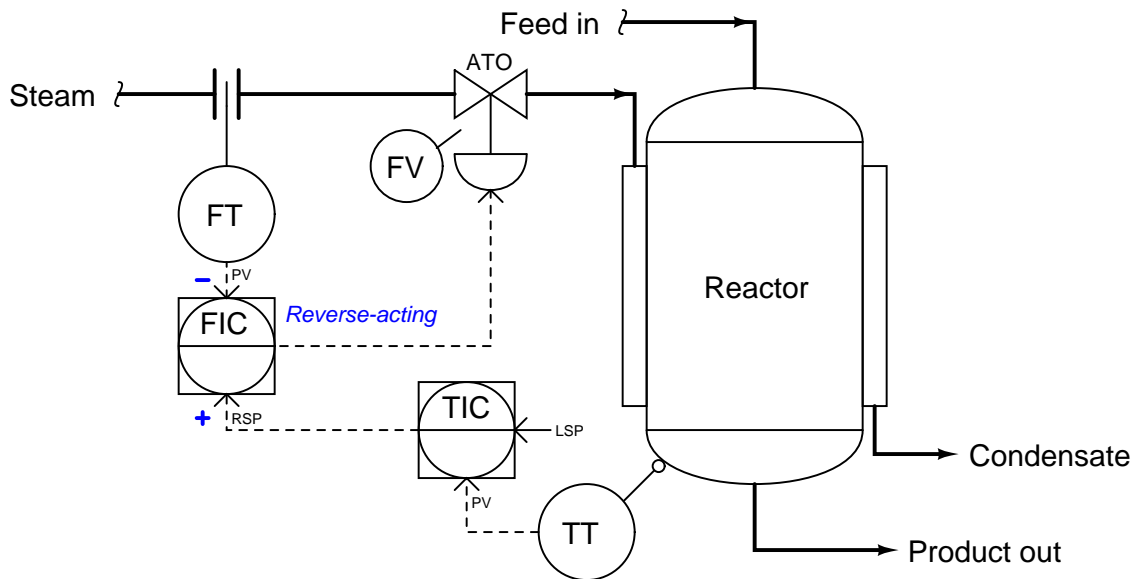 Feed in
ATO
Steam
FV
FT
PV
−
Reactor
FIC
Reverse-acting
TIC
+
RSP
LSP
Condensate
PV
TT
Product out